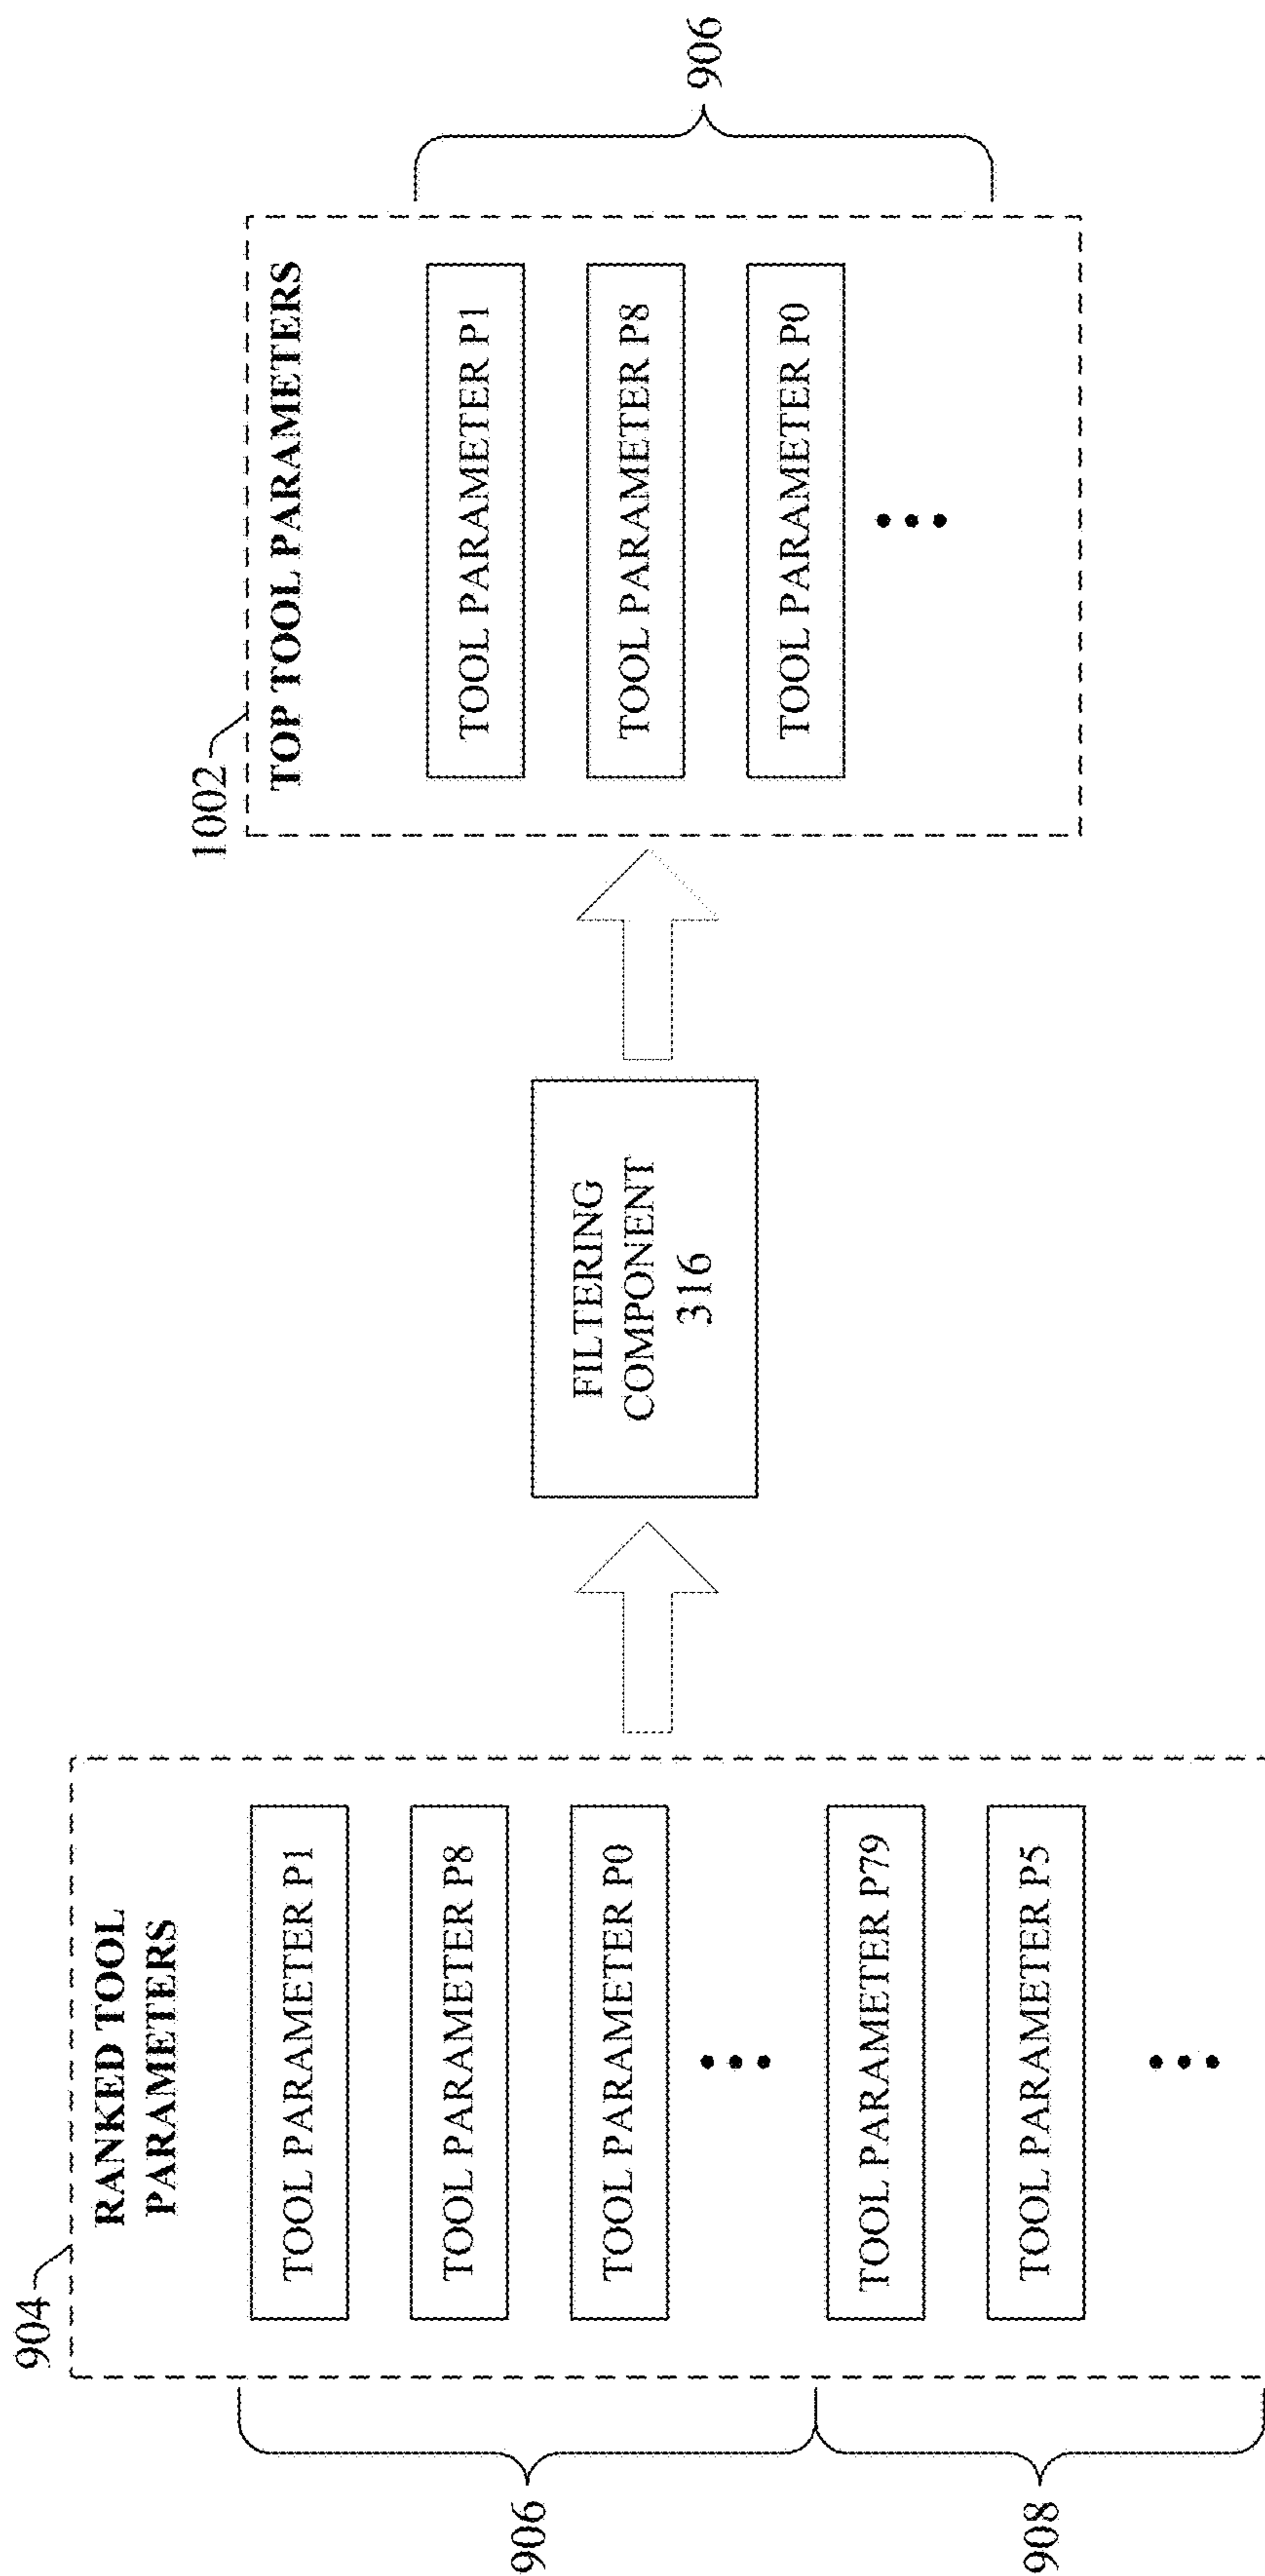 904
RANKED TOOL
PARAMETERS
TOOL PARAMETER P1
TOOL PARAMETER P8
TOOL PARAMETER P0
TOOL PARAMETER P79
TOOL PARAMETER P5
906
908
FILTERING
COMPONENT
316
1002
TOP TOOL PARAMETERS
TOOL PARAMETER P1
TOOL PARAMETER P8
TOOL PARAMETER P0
906